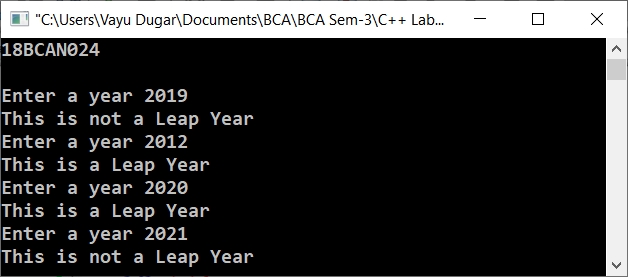 "C:\Users\Vayu Dugar\Documents\BCA\BCA Sem-3\C++ Lab...
18BCAN024
Enter a year 2019
This is not a Leap Year
Enter a year 2012
This is a Leap Year
Enter a year 2020
This is a Leap Year
Enter a year 2021
This is not a Leap Year